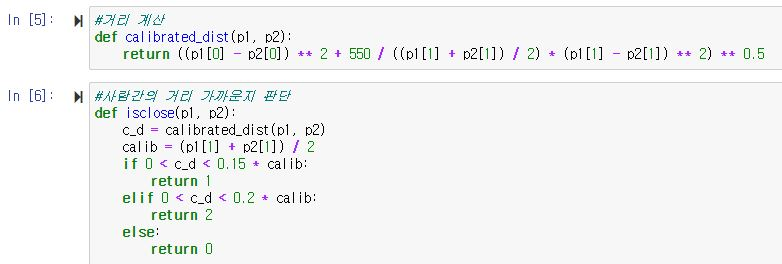 In [5]: #거리 계산
def calibrated_dist(p1, p2):
    return ((p1[0] - p2[0]) ** 2 + 550 / ((p1[1] + p2[1]) / 2) * (p1[1] - p2[1]) ** 2) ** 0.5
In [6]: #사람간의 거리 가까운지 판단
def isclose(p1, p2):
    c_d = calibrated_dist(p1, p2)
    calib = (p1[1] + p2[1]) / 2
    if 0 < c_d < 0.15 * calib:
        return 1
    elif 0 < c_d < 0.2 * calib:
        return 2
    else:
        return 0